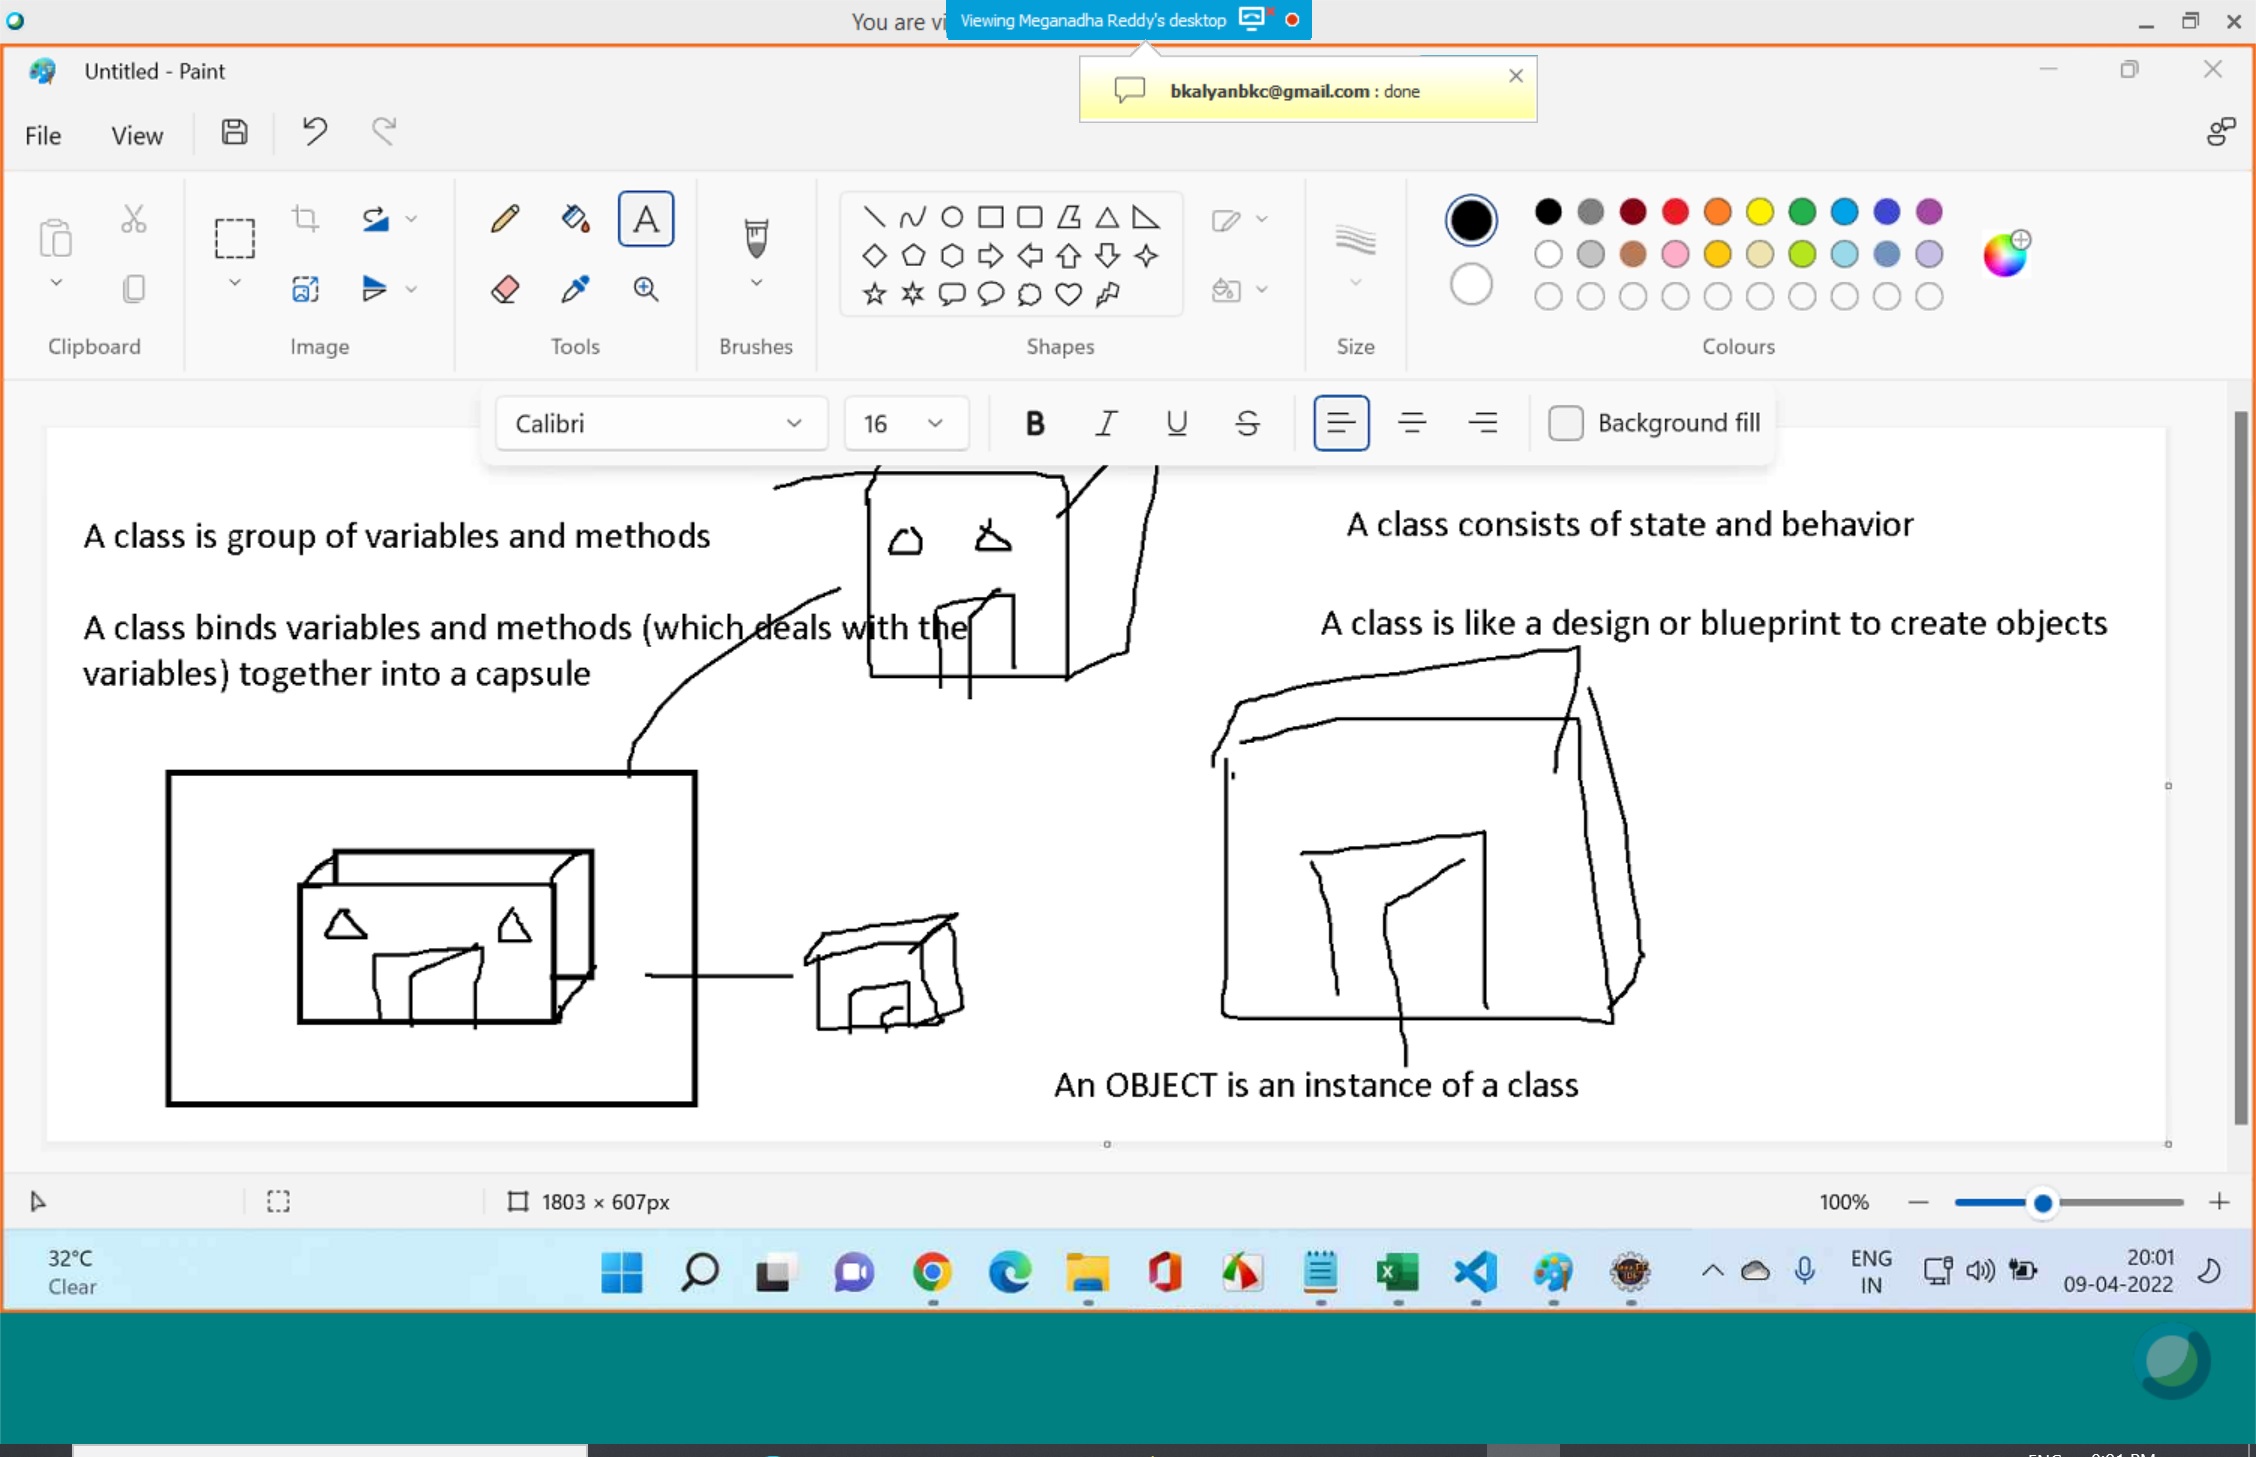 You are vi
Viewing Meganadha Reddy's desktop
Untitled - Paint
bkalyanbkc@gmail.com : done
File View
Clipboard Image Tools Brushes Shapes Size Colours
Calibri 16 B I U S Background fill
A class is group of variables and methods
A class consists of state and behavior
A class binds variables and methods (which deals with the
variables) together into a capsule
A class is like a design or blueprint to create objects
An OBJECT is an instance of a class
1803 × 607px
100%
32°C
Clear
ENG
IN
20:01
09-04-2022